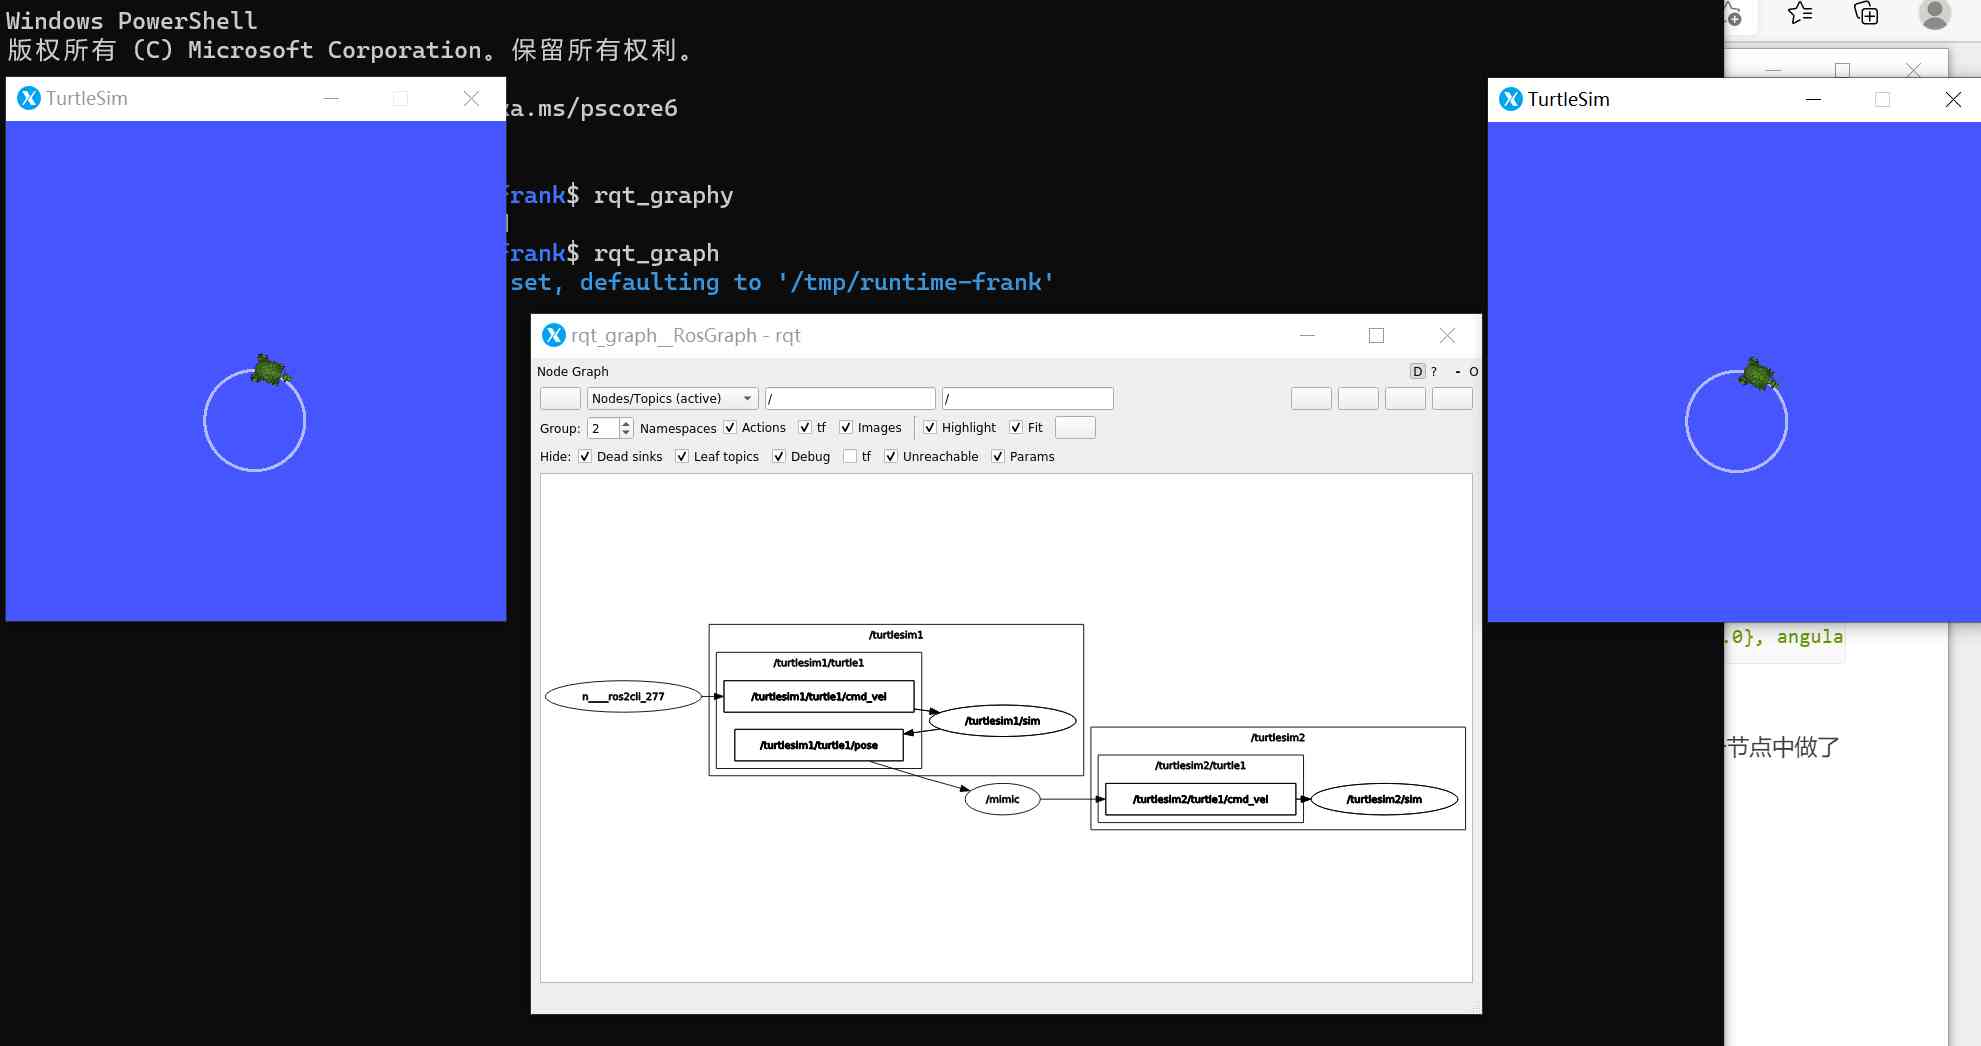 Windows PowerShell
版权所有 (C) Microsoft Corporation。保留所有权利。
TurtleSim
TurtleSim
ka.ms/pscore6
frank$ rqt_graphy
frank$ rqt_graph
set, defaulting to '/tmp/runtime-frank'
rqt_graph__RosGraph - rqt
Node Graph
D ? - O
Nodes/Topics (active) / /
Group: 2 Namespaces Actions tf Images Highlight Fit
Hide: Dead sinks Leaf topics Debug tf Unreachable Params
/turtlesim1
/turtlesim1/turtle1
n___ros2cli_277
/turtlesim1/turtle1/cmd_vel
/turtlesim1/sim
/turtlesim1/turtle1/pose
/turtlesim2
/turtlesim2/turtle1
/mimic
/turtlesim2/turtle1/cmd_vel
/turtlesim2/sim
.0}, angula
节点中做了